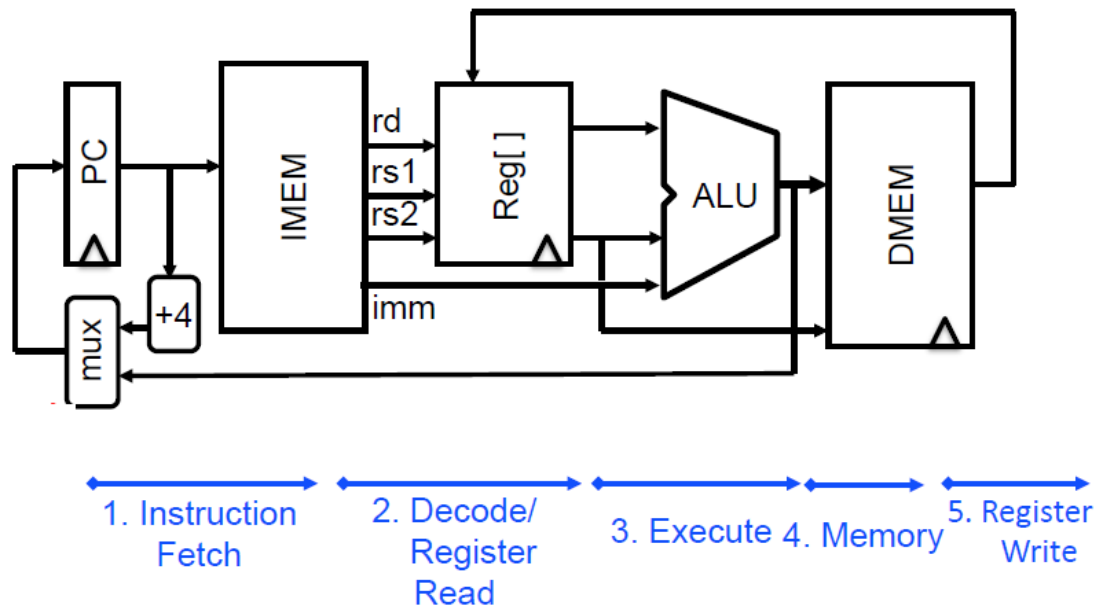 PC
+4
mux
IMEM
rd
rs1
rs2
imm
Reg[ ]
ALU
DMEM
1. Instruction
Fetch
2. Decode/
Register
Read
3. Execute
4. Memory
5. Register
Write